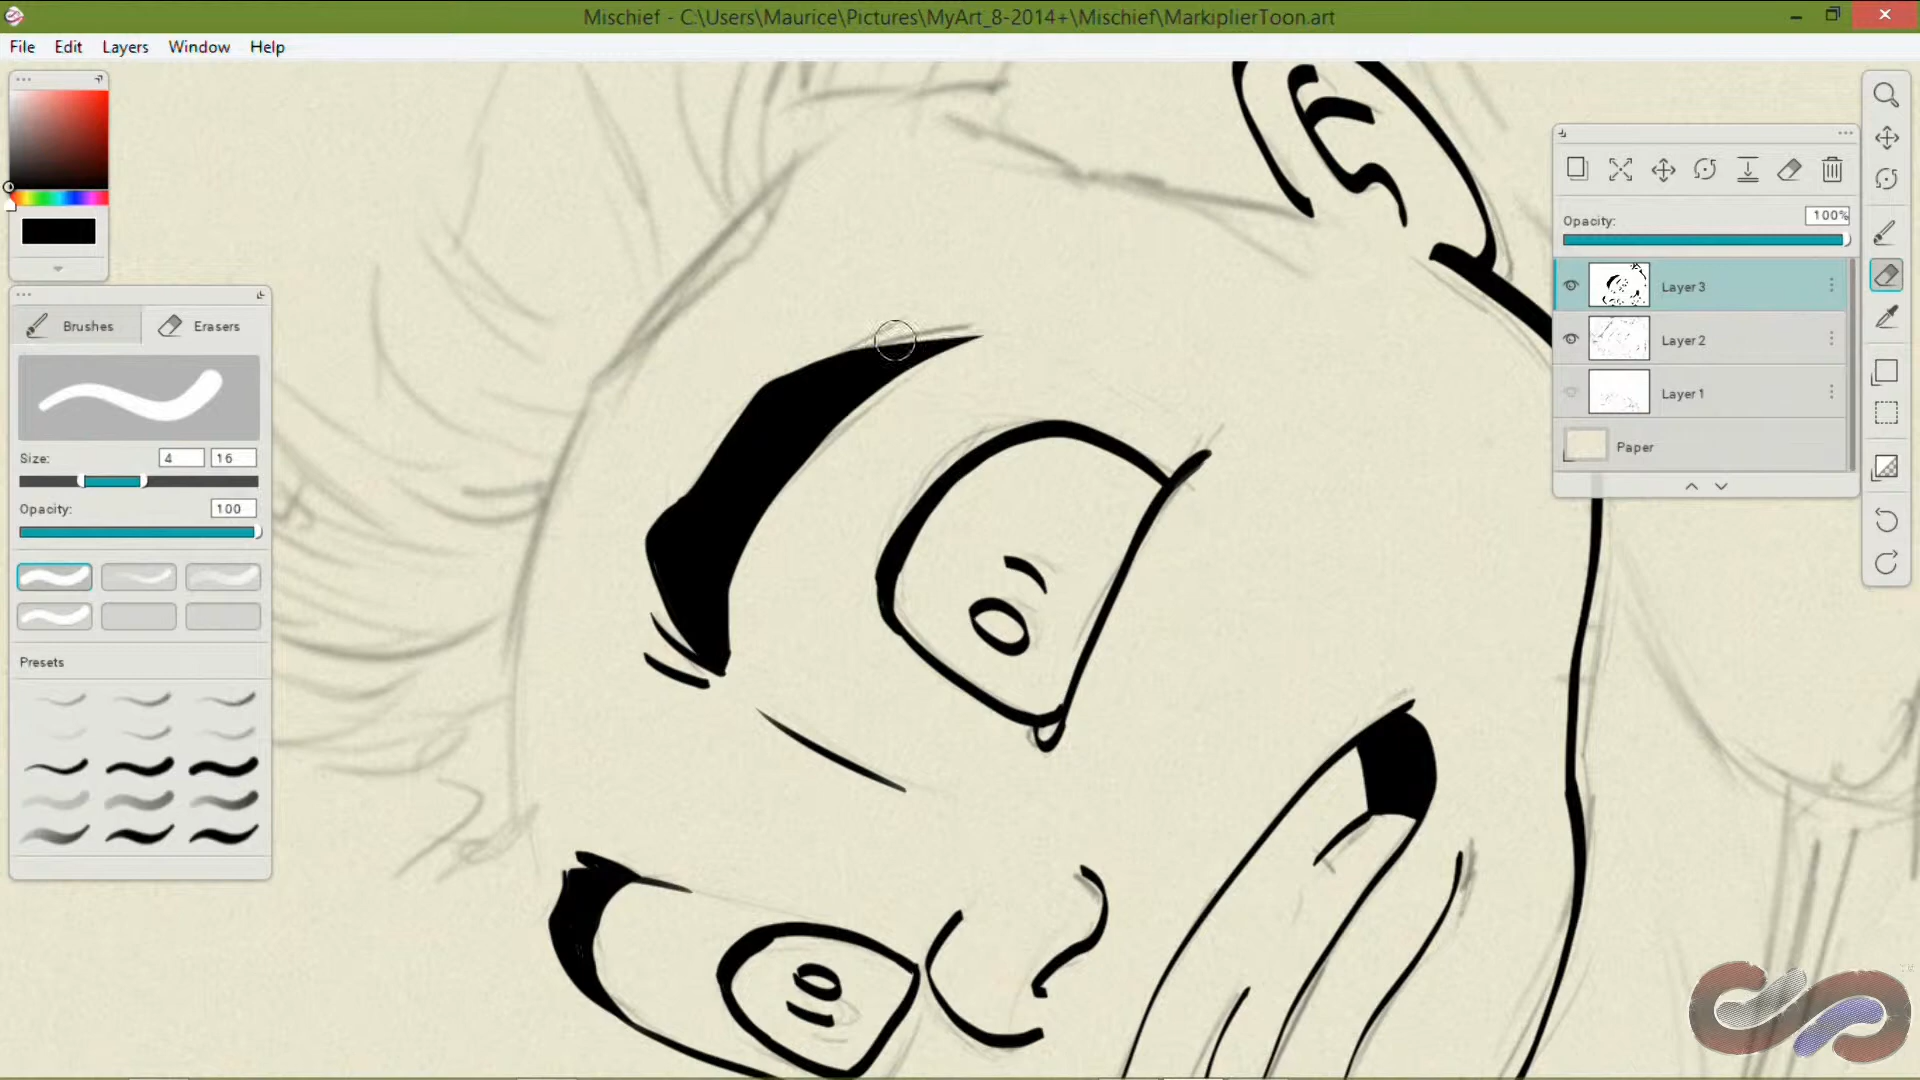 Mischief - C:\Users\Maurice\Pictures\MyArt_8-2014+\Mischief\MarkiplierToon.art
File Edit Layers Window Help
Opacity: 100%
Layer 3
Layer 2
Layer 1
Paper
Brushes Erasers
Size: 4 16
Opacity: 100
Presets